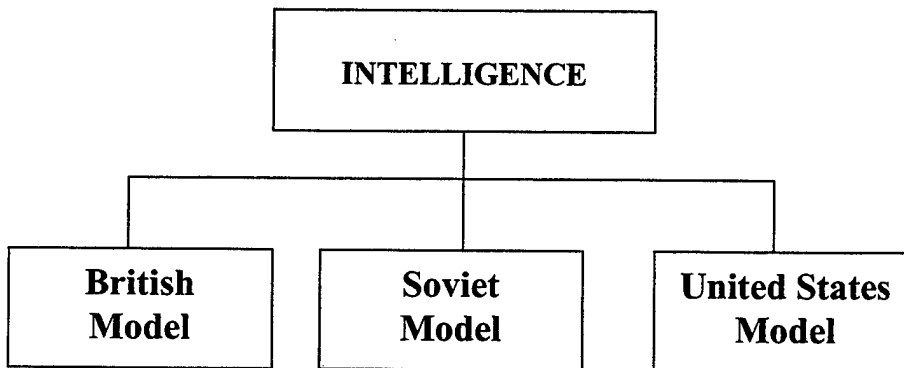 INTELLIGENCE
British
Model
Soviet
Model
United States
Model